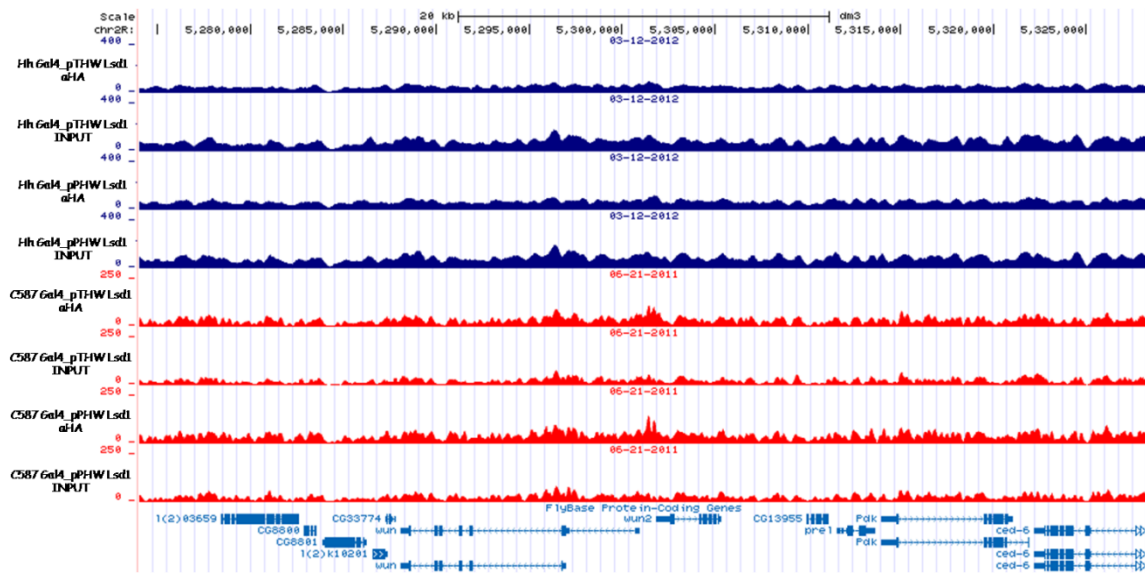 Scale 20 kb dm3
chr2R: 5,280,000 5,285,000 5,290,000 5,295,000 5,300,000 5,305,000 5,310,000 5,315,000 5,320,000 5,325,000
03-12-2012
400
Hh Gal4_pTHW Lsd1
αHA
0
03-12-2012
400
Hh Gal4_pTHW Lsd1
INPUT
0
03-12-2012
400
Hh Gal4_pPHW Lsd1
αHA
0
03-12-2012
400
Hh Gal4_pPHW Lsd1
INPUT
0
06-21-2011
250
C587 Gal4_pTHW Lsd1
αHA
0
06-21-2011
250
C587 Gal4_pTHW Lsd1
INPUT
0
06-21-2011
250
C587 Gal4_pPHW Lsd1
αHA
0
06-21-2011
250
C587 Gal4_pPHW Lsd1
INPUT
0
FlyBase Protein-Coding Genes
l(2)03659 CG33774 wun2 CG13955 Pdk
CG8800 wun prel ced-6
CG8801 Pdk
l(2)k10201 ced-6
wun ced-6